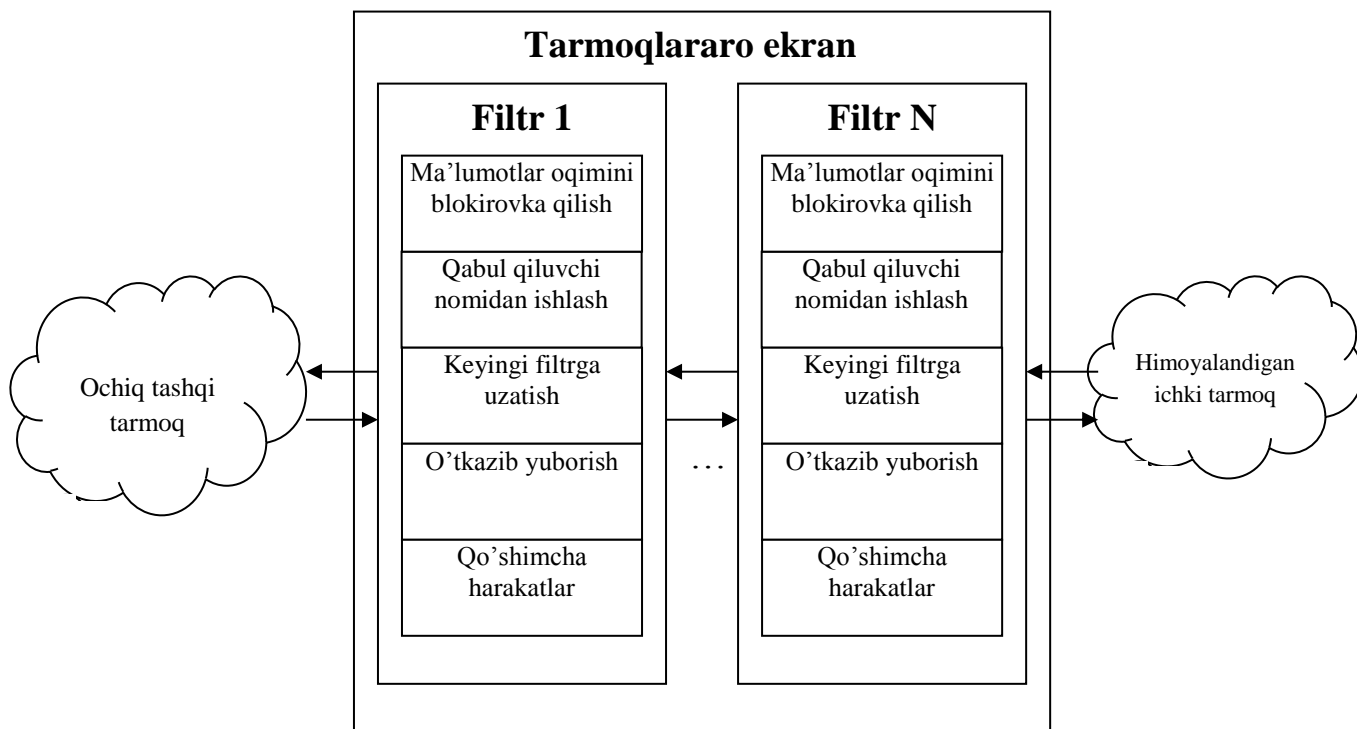 Tarmoqlararo ekran
Filtr 1
Ma’lumotlar oqimini
blokirovka qilish
Qabul qiluvchi
nomidan ishlash
Keyingi filtrga
uzatish
O’tkazib yuborish
Qo’shimcha
harakatlar
…
Filtr N
Ma’lumotlar oqimini
blokirovka qilish
Qabul qiluvchi
nomidan ishlash
Keyingi filtrga
uzatish
O’tkazib yuborish
Qo’shimcha
harakatlar
Ochiq tashqi
tarmoq
Himoyalandigan
ichki tarmoq